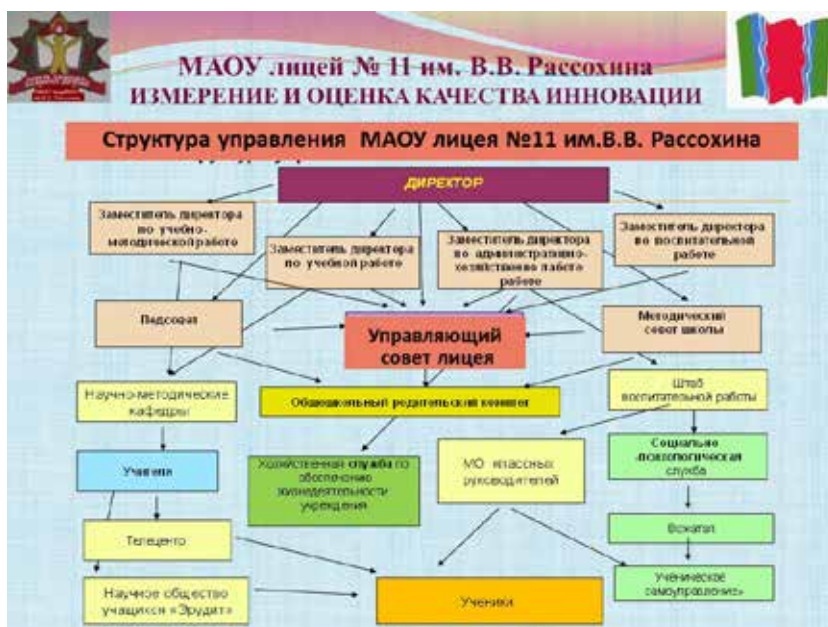 МАОУ лицей № 11 им. В.В. Рассохина
ИЗМЕРЕНИЕ И ОЦЕНКА КАЧЕСТВА ИННОВАЦИИ
Структура управления МАОУ лицея №11 им.В.В. Рассохина
ДИРЕКТОР
Заместитель директора
по учебно-
методической работе
Заместитель директора
по учебной работе
Заместитель директора
по административно-
хозяйственно работе
Заместитель директора
по воспитательной
работе
Педсовет
Управляющий
совет лицея
Методический
совет школы
Научно-методические
кафедры
Общешкольный родительский комитет
Штаб
воспитательной работы
Учителя
Хозяйственная служба по
обеспечению
жизнедеятельности
учреждения
МО классных
руководителей
Социально
-психологическая
служба
Телецентр
Вожатая
Научное общество
учащихся «Эрудит»
Ученики
Ученическое
самоуправление»